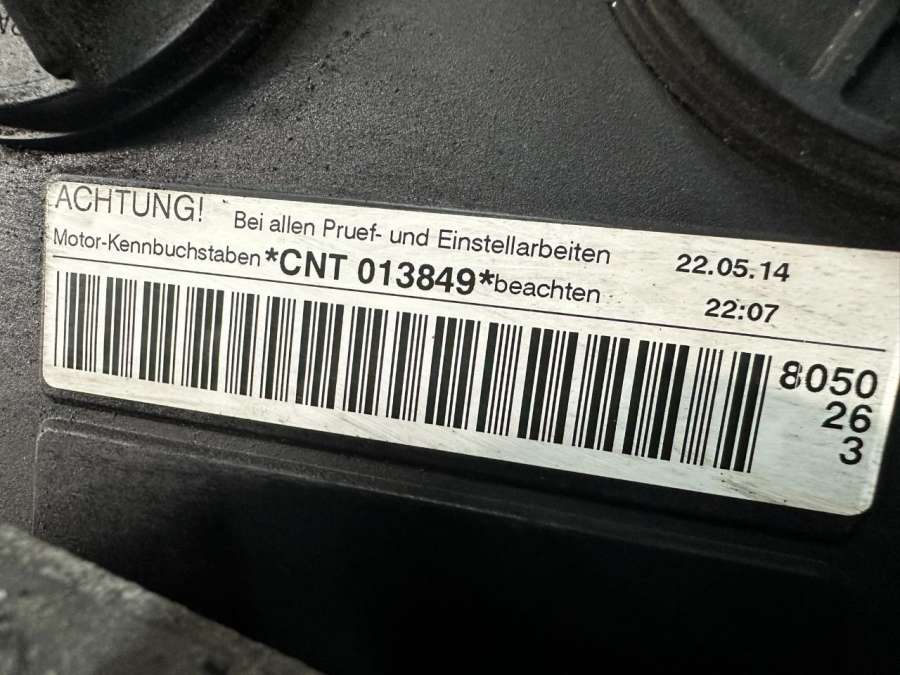 ACHTUNG! Bei allen Pruef- und Einstellarbeiten 22.05.14
Motor-Kennbuchstaben *CNT 013849* beachten 22:07
8050
26
3